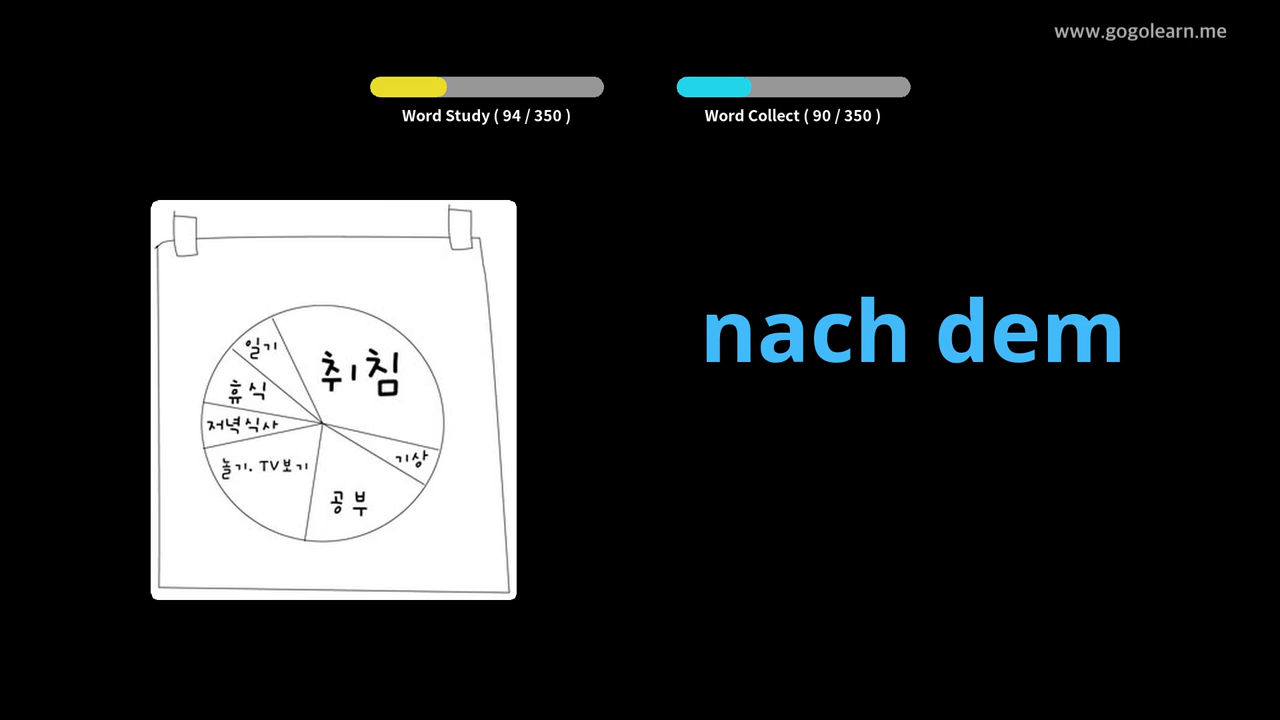 www.gogolearn.me
Word Study ( 94 / 350 )
Word Collect ( 90 / 350 )
일기
취침
휴식
저녁식사
놀기. TV보기
기상
공부
nach dem